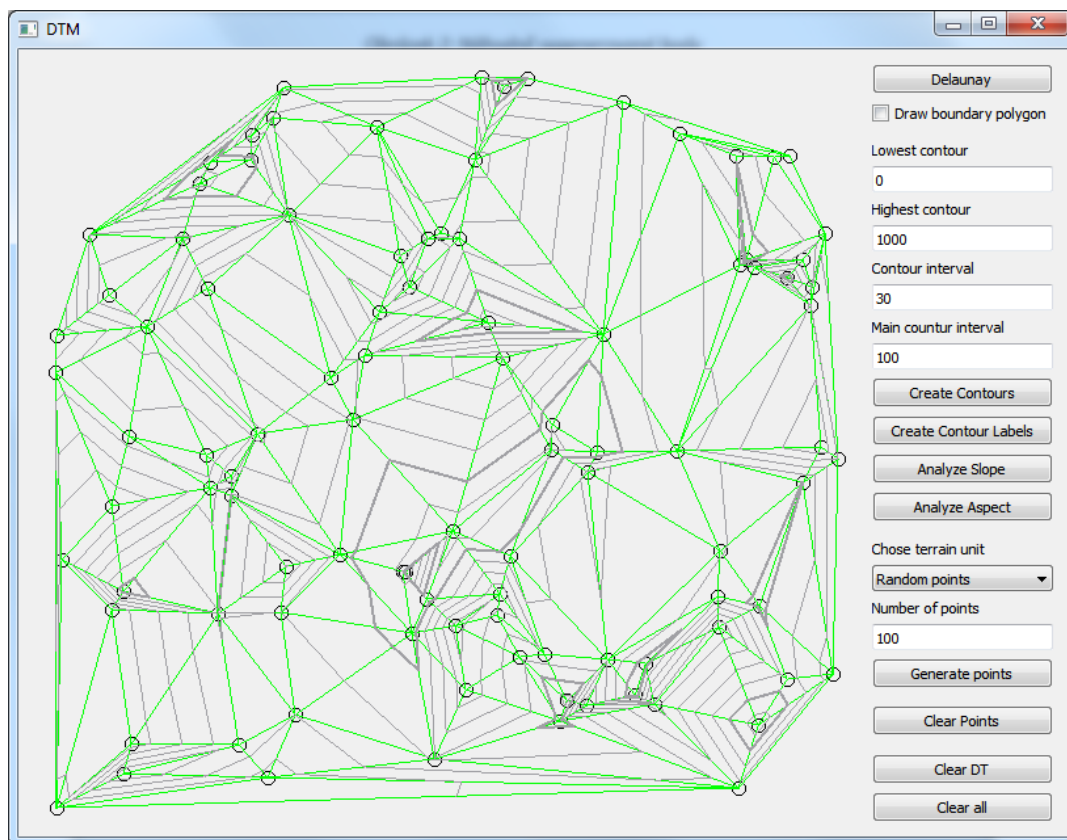 DTM
Delaunay
Draw boundary polygon
Lowest contour
0
Highest contour
1000
Contour interval
30
Main countur interval
100
Create Contours
Create Contour Labels
Analyze Slope
Analyze Aspect
Chose terrain unit
Random points
Number of points
100
Generate points
Clear Points
Clear DT
Clear all